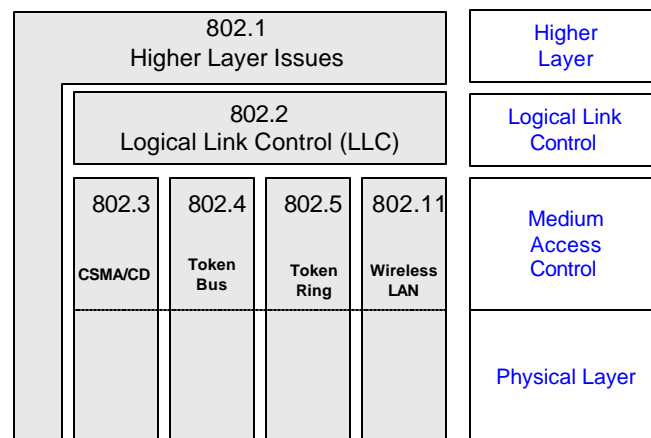 802.1
Higher Layer Issues
Higher
Layer
802.2
Logical Link Control (LLC)
Logical Link
Control
802.3
CSMA/CD
802.4
Token
Bus
802.5
Token
Ring
802.11
Wireless
LAN
Medium
Access
Control
Physical Layer